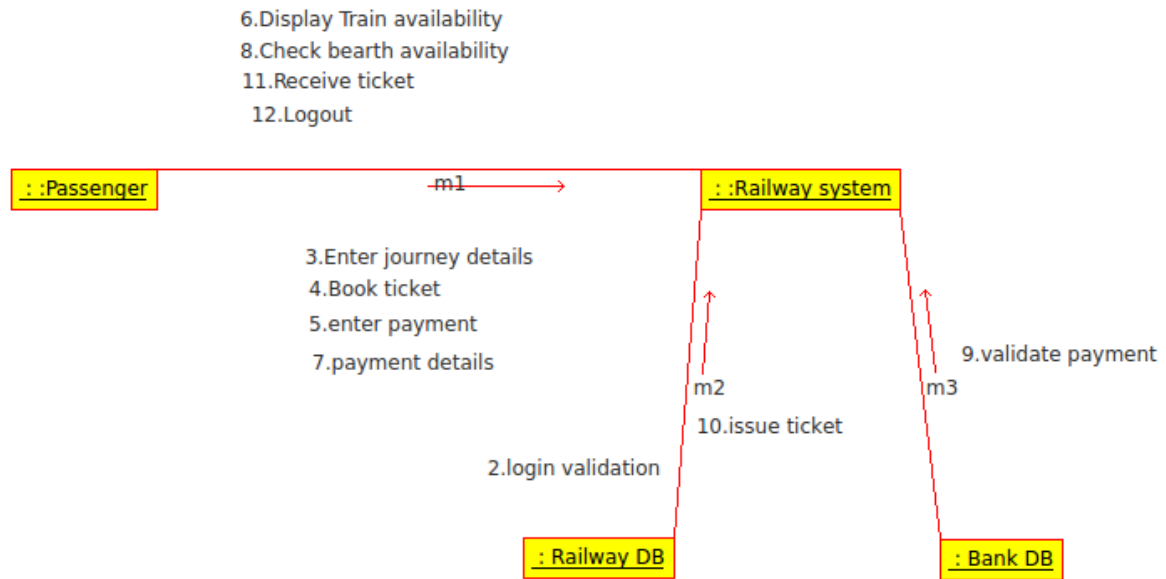 6.Display Train availability
8.Check bearth availability
11.Receive ticket
12.Logout
: :Passenger
m1
: :Railway system
3.Enter journey details
4.Book ticket
5.enter payment
7.payment details
9.validate payment
m2
m3
10.issue ticket
2.login validation
: Railway DB
: Bank DB